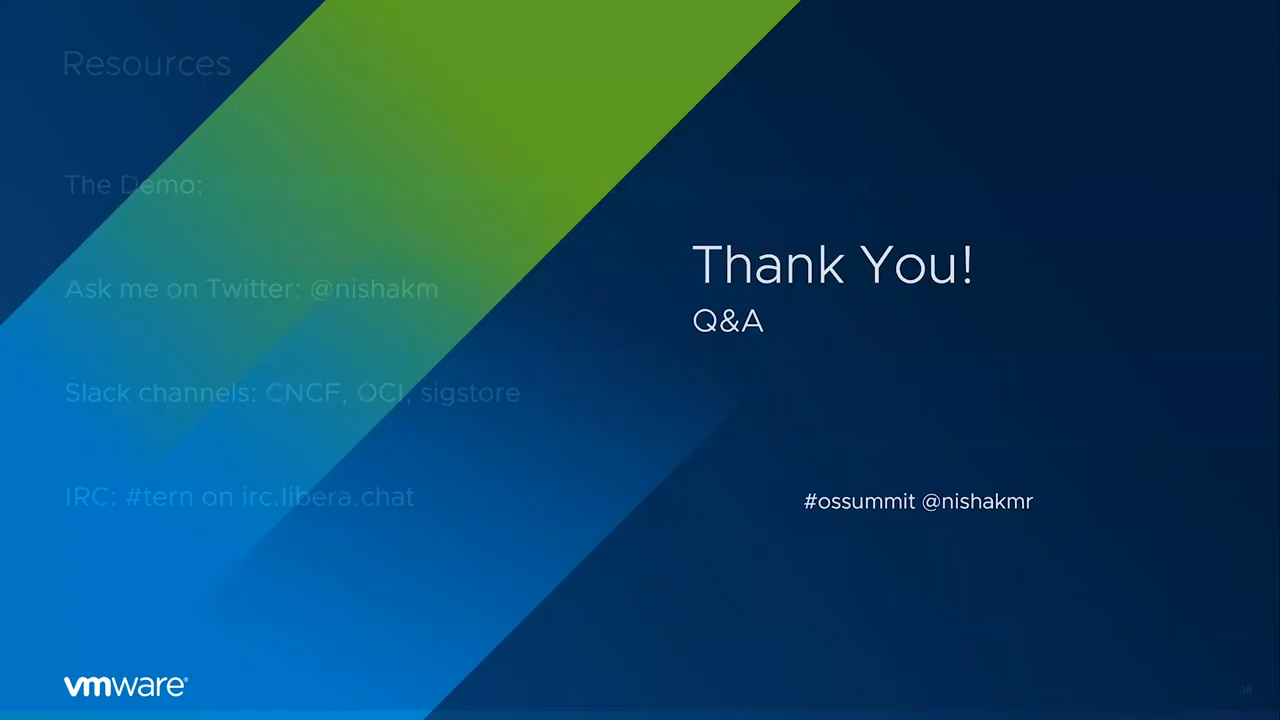 Resources
The Demo:
Ask me on Twitter: @nishakm
Slack channels: CNCF, OCI, sigstore
IRC: #tern on irc.libera.chat
Thank You!
Q&A
#ossummit @nishakmr
vmware®
18